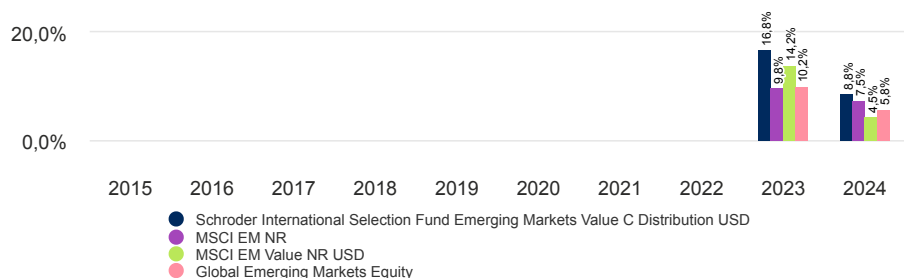 20,0%
0,0%
16,8%
9,8%
14,2%
10,2%
8,8%
7,5%
4,5%
5,8%
2015 2016 2017 2018 2019 2020 2021 2022 2023 2024
Schroder International Selection Fund Emerging Markets Value C Distribution USD
MSCI EM NR
MSCI EM Value NR USD
Global Emerging Markets Equity